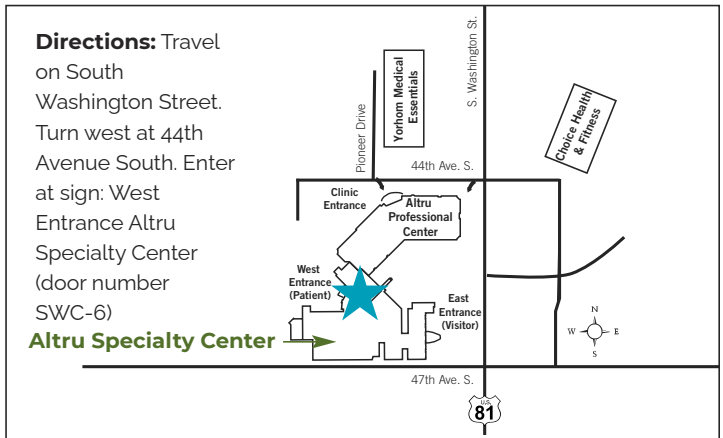 Directions: Travel
on South
Washington Street.
Turn west at 44th
Avenue South. Enter
at sign: West
Entrance Altru
Specialty Center
(door number
SWC-6)
Altru Specialty Center
Pioneer Drive
Yorhom Medical
Essentials
S. Washington St.
Choice Health
& Fitness
44th Ave. S.
Clinic
Entrance
Altru
Professional
Center
West
Entrance
(Patient)
East
Entrance
(Visitor)
N
W
E
S
47th Ave. S.
U.S.
81